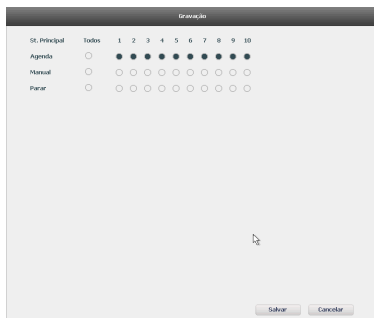 Gravação
St. Principal Todos 1 2 3 4 5 6 7 8 9 10
Agenda
Manual
Parar
Salvar Cancelar